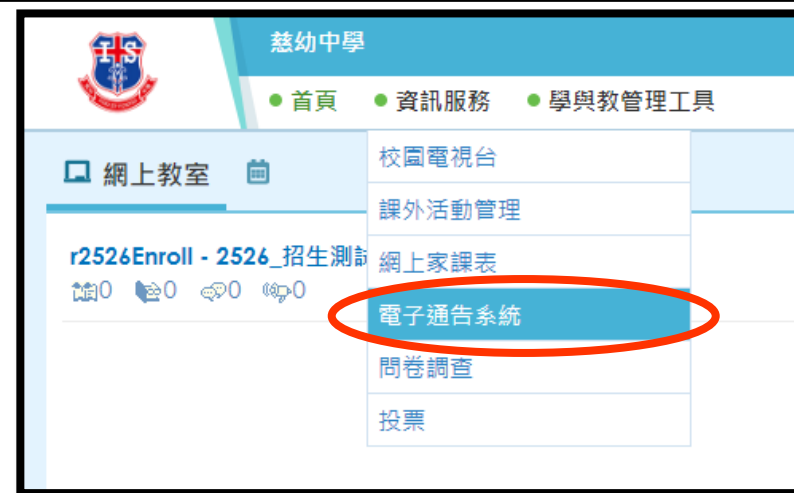 慈幼中學
首頁 資訊服務 學與教管理工具
網上教室
校園電視台
課外活動管理
r2526Enroll - 2526_招生測試
網上家課表
0 0 0 0
電子通告系統
問卷調查
投票